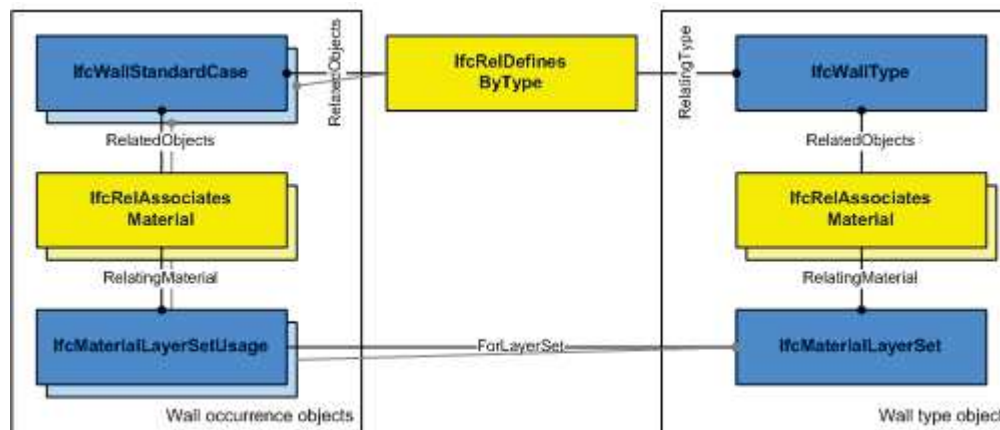 IfcWallStandardCase
RelatedObjects
IfcRelDefines
ByType
RelatingType
IfcWallType
RelatedObjects
RelatedObjects
IfcRelAssociates
Material
IfcRelAssociates
Material
RelatingMaterial
RelatingMaterial
IfcMaterialLayerSetUsage
ForLayerSet
IfcMaterialLayerSet
Wall occurrence objects
Wall type object